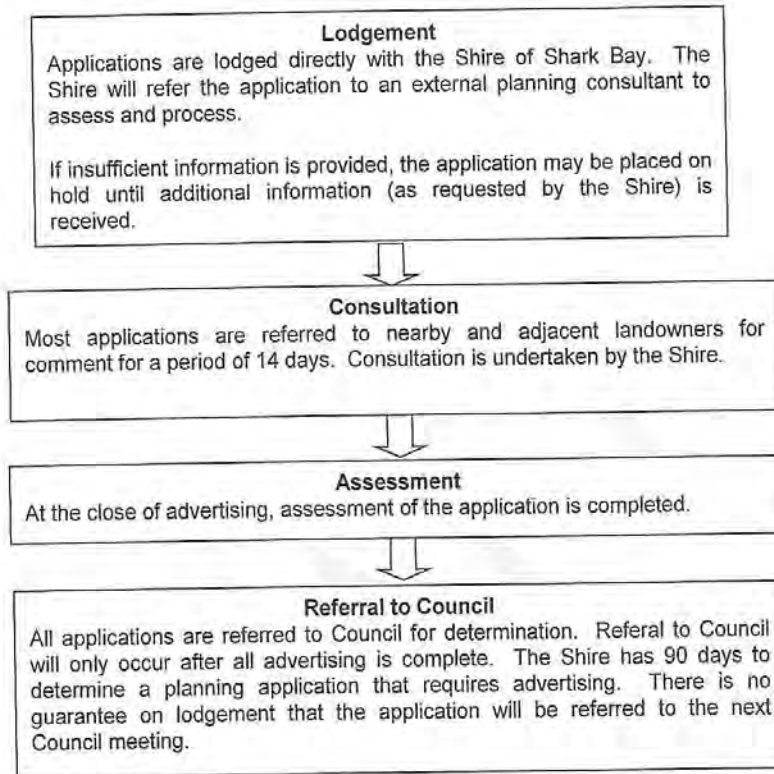 Lodgement
Applications are lodged directly with the Shire of Shark Bay. The
Shire will refer the application to an external planning consultant to
assess and process.
If insufficient information is provided, the application may be placed on
hold until additional information (as requested by the Shire) is
received.
Consultation
Most applications are referred to nearby and adjacent landowners for
comment for a period of 14 days. Consultation is undertaken by the Shire.
Assessment
At the close of advertising, assessment of the application is completed.
Referral to Council
All applications are referred to Council for determination. Referal to Council
will only occur after all advertising is complete. The Shire has 90 days to
determine a planning application that requires advertising. There is no
guarantee on lodgement that the application will be referred to the next
Council meeting.